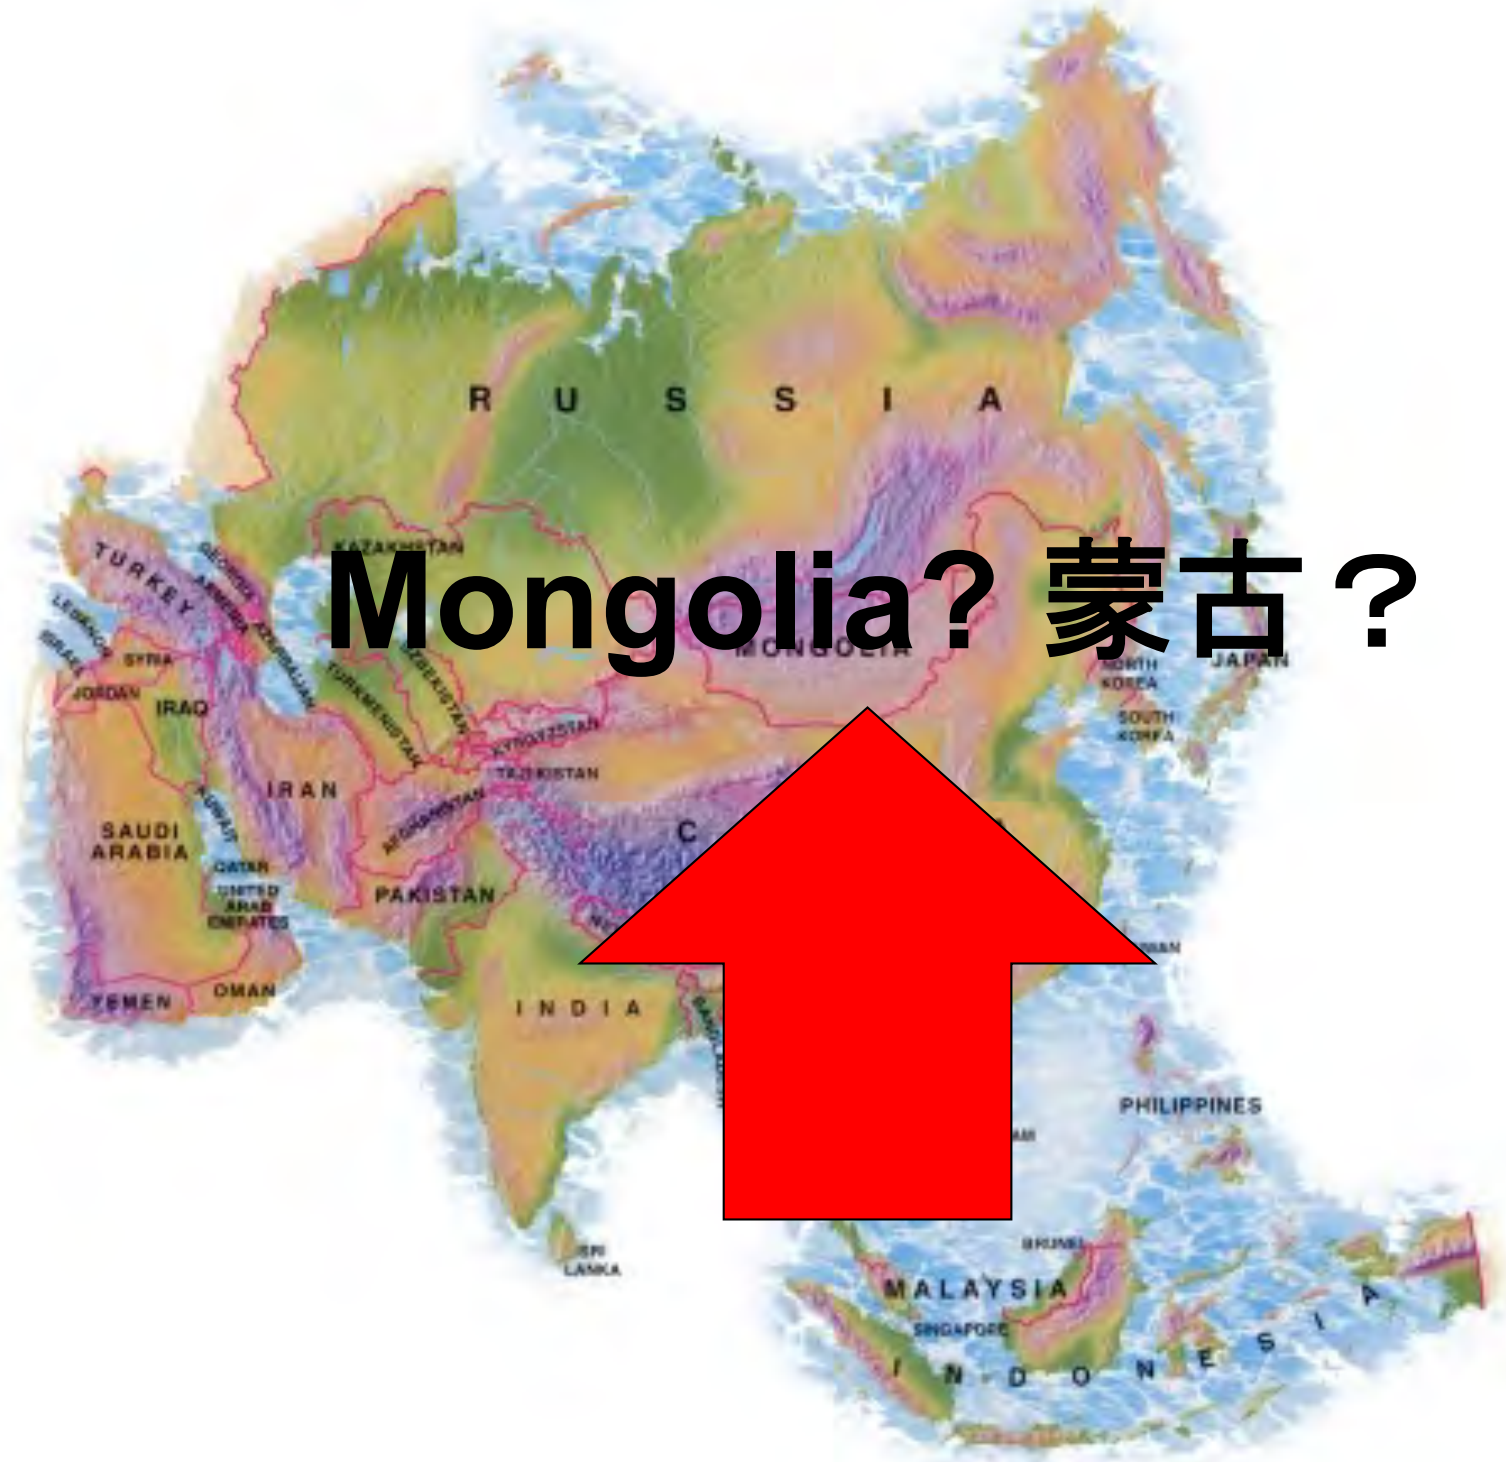 R U S S I A
KAZAKHSTAN
Mongolia? 蒙古？
TURKEY
GEORGIA
ARMENIA
AZERBAIJAN
LEBANON
ISRAEL
SYRIA
JORDAN
IRAQ
UZBEKISTAN
TURKMENISTAN
MONGOLIA
NORTH
KOREA
JAPAN
SOUTH
KOREA
KYRGYZSTAN
TAJIKISTAN
IRAN
AFGHANISTAN
KUWAIT
SAUDI
ARABIA
C
QATAR
UNITED
ARAB
EMIRATES
PAKISTAN
YEMEN
OMAN
INDIA
PHILIPPINES
SRI
LANKA
BRUNEI
MALAYSIA
SINGAPORE
I N D O N E S I A